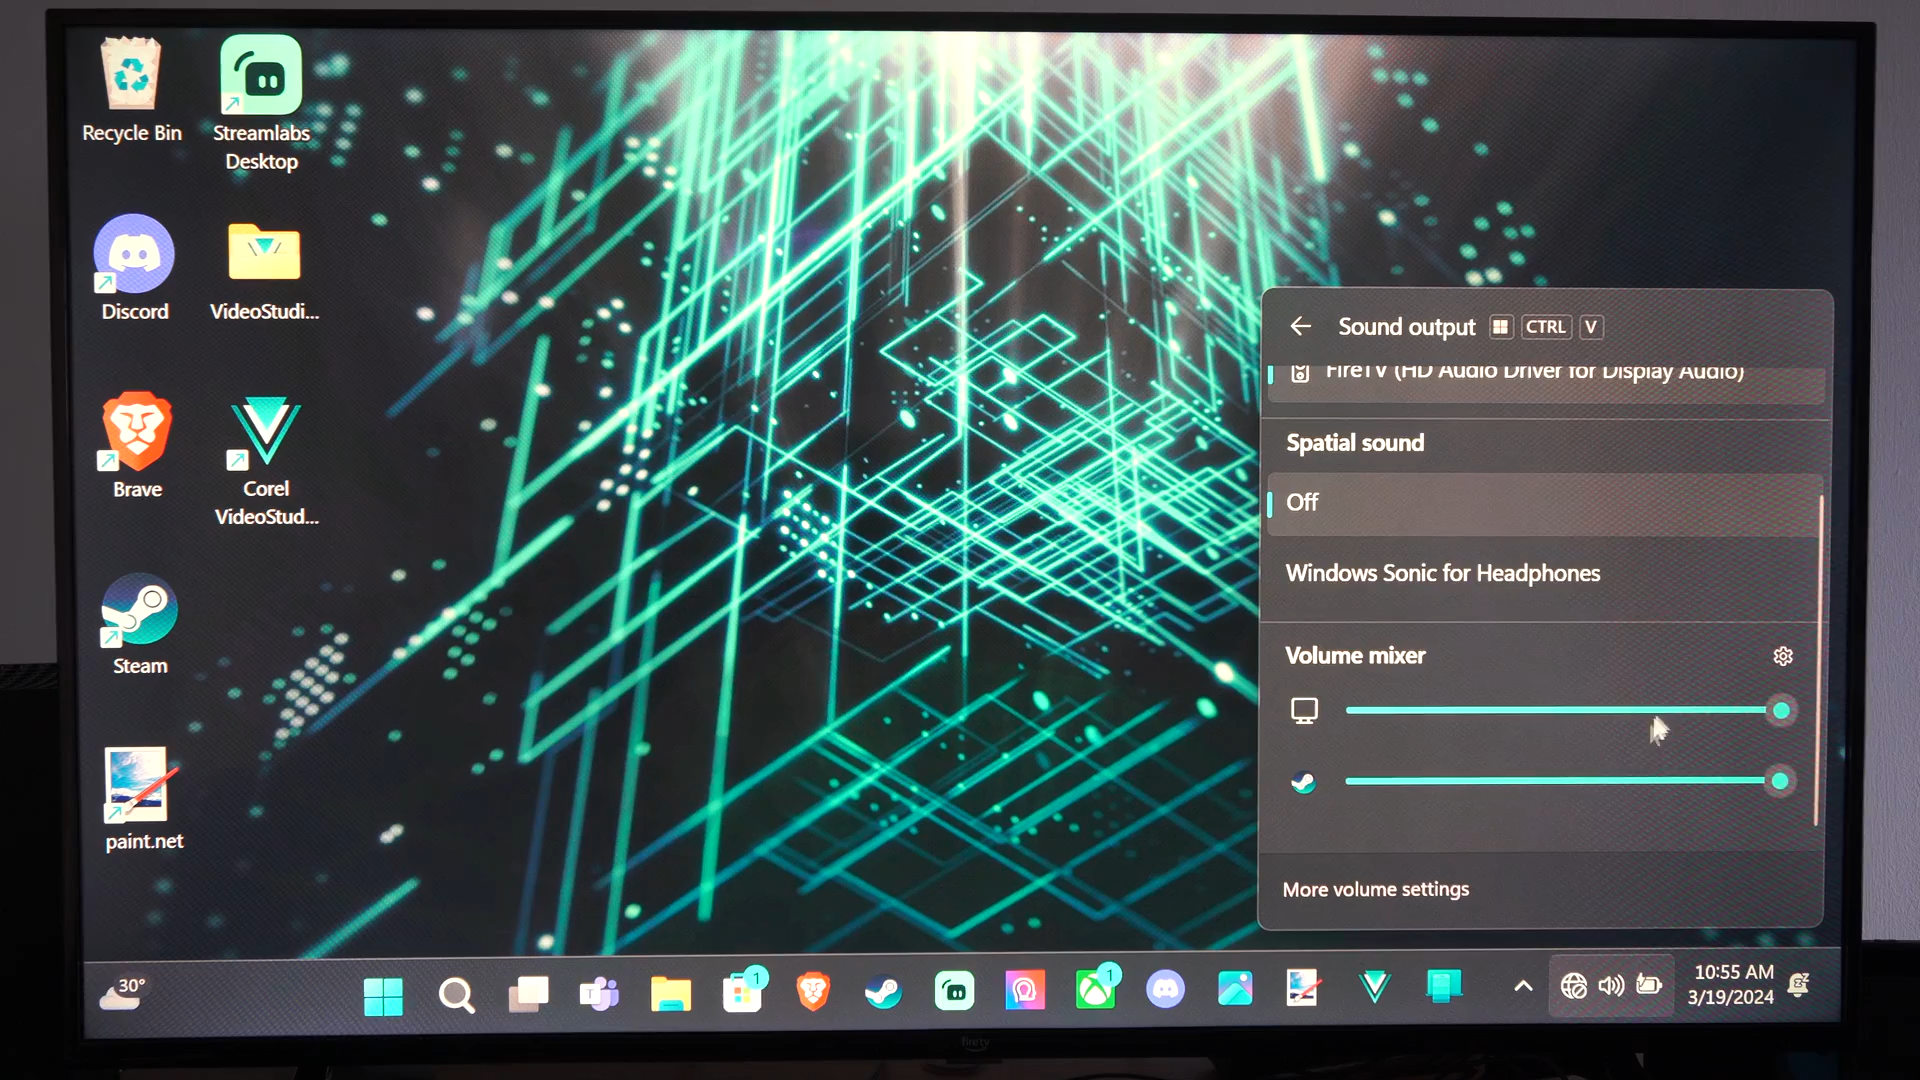 Recycle Bin
Streamlabs
Desktop
Discord
VideoStudi...
Brave
Corel
VideoStud...
Steam
paint.net
Sound output CTRL V
FireTV (HD Audio Driver for Display Audio)
Spatial sound
Off
Windows Sonic for Headphones
Volume mixer
More volume settings
30°
T
1
1
10:55 AM
3/19/2024
fire tv